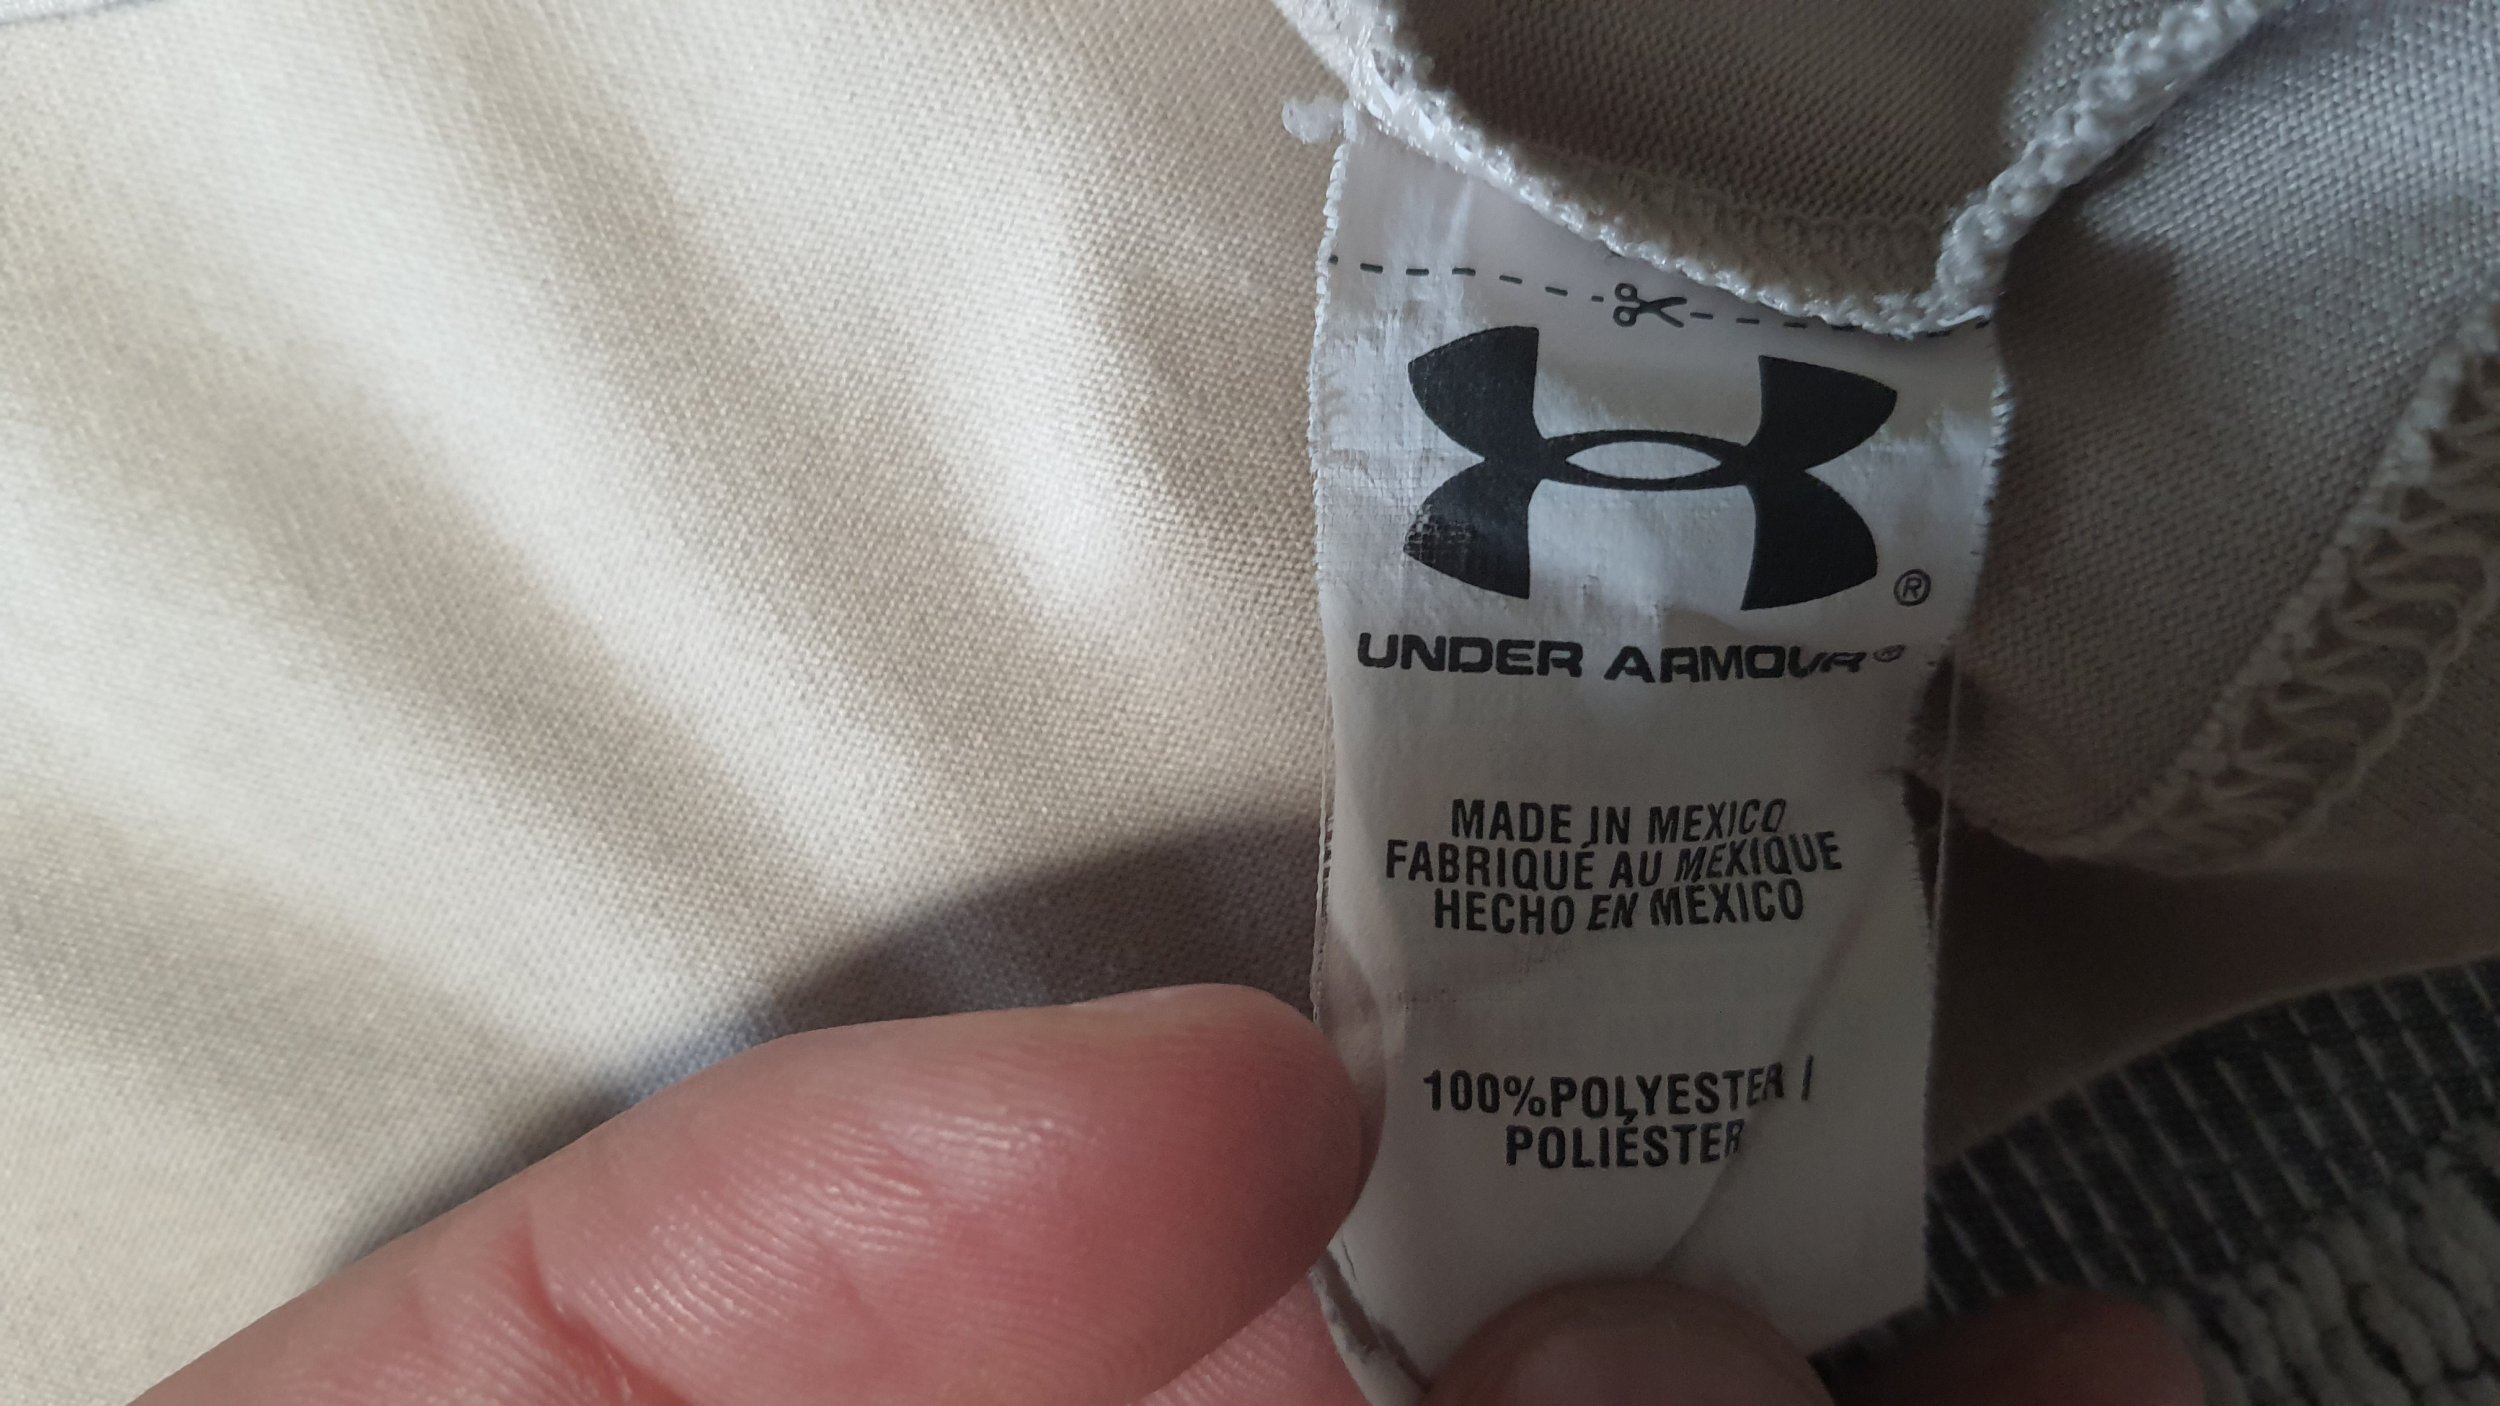 ®
UNDER ARMOUR®
MADE IN MEXICO
FABRIQUÉ AU MEXIQUE
HECHO EN MÉXICO
100%POLYESTER /
POLIÉSTER